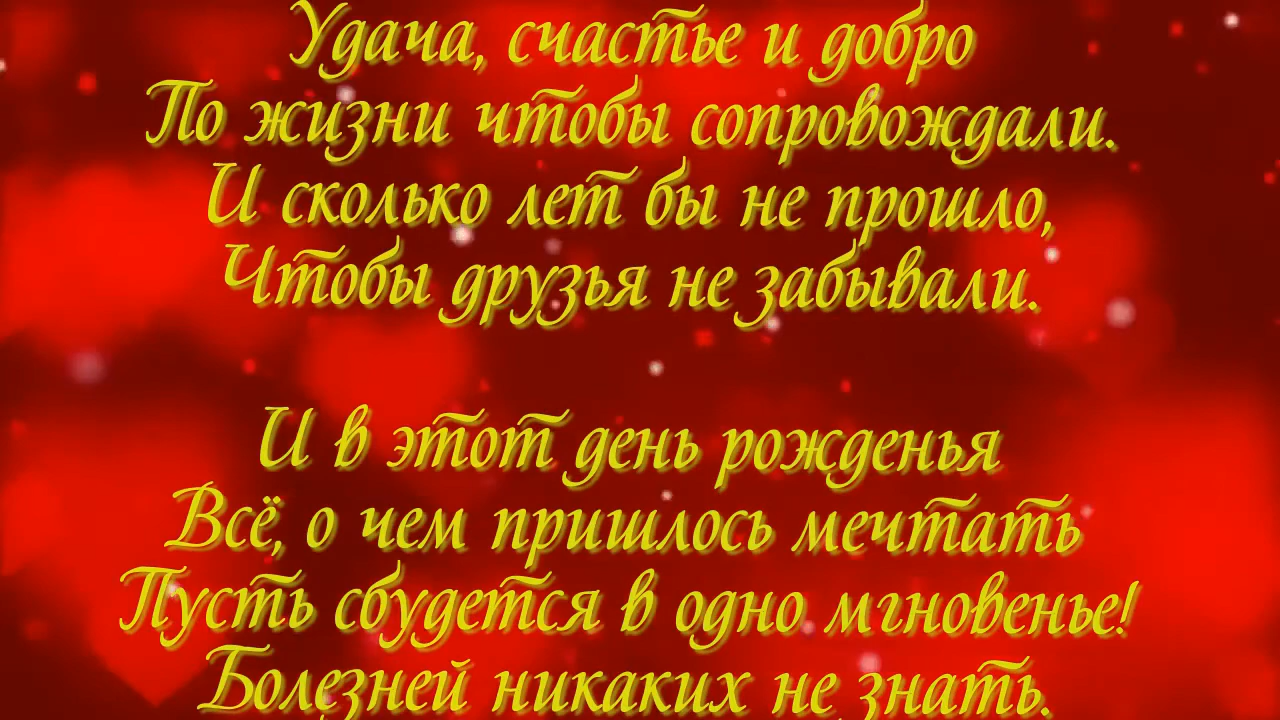 Удача, счастье и добро
По жизни чтобы сопровождали.
И сколько лет бы не прошло,
Чтобы друзья не забывали.
И в этот день рожденья
Всё, о чем пришлось мечтать
Пусть сбудется в одно мгновенье!
Болезней никаких не знать.